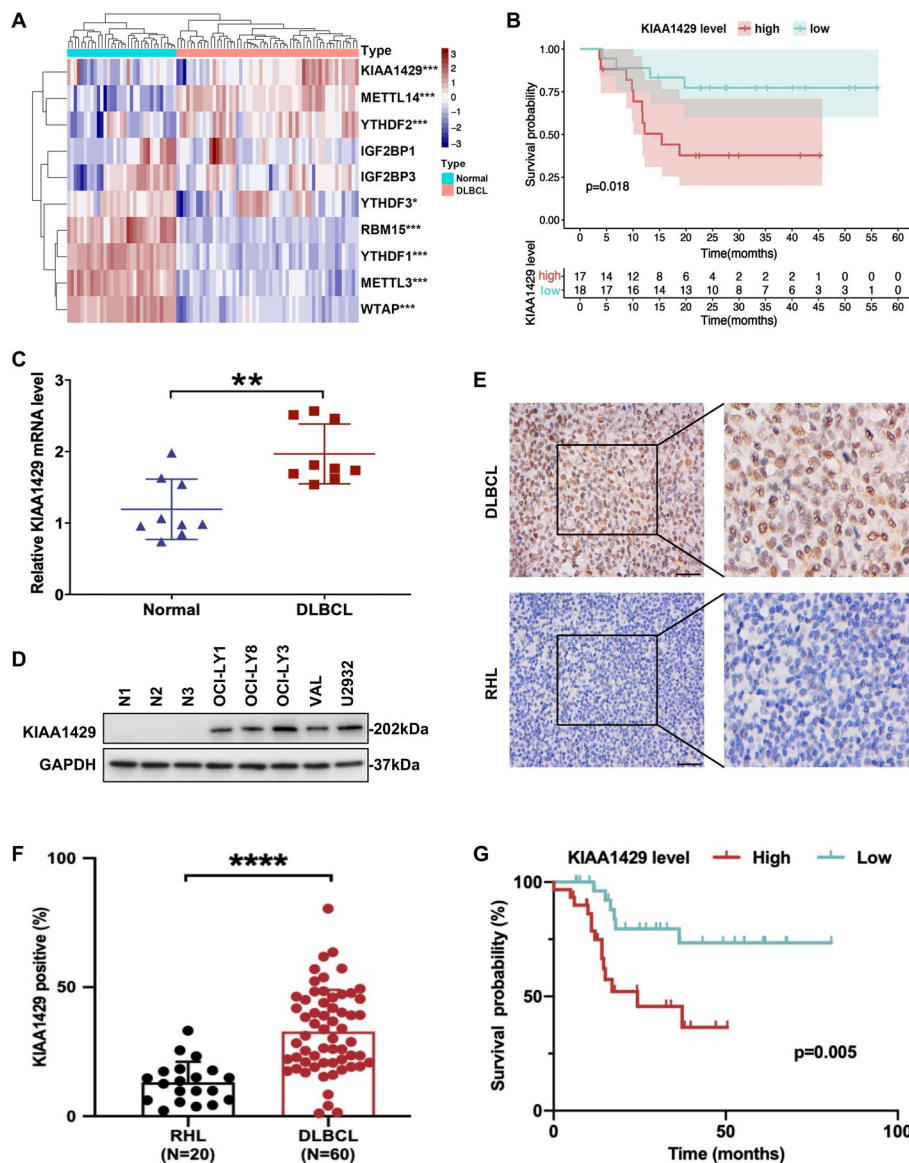 A
Type
KIAA1429***
METTL14***
YTHDF2***
IGF2BP1
IGF2BP3
YTHDF3*
RBM15***
YTHDF1***
METTL3***
WTAP***
3
2
1
0
−1
−2
−3
Type
Normal
DLBCL
B
KIAA1429 level high low
Survival probability
1.00
0.75
0.50
0.25
0.00
p=0.018
0 5 10 15 20 25 30 35 40 45 50 55 60
Time(months)
KIAA1429 level
high 17 14 12 8 6 4 2 2 2 1 0 0 0
low 18 17 16 14 13 10 8 7 6 3 3 1 0
0 5 10 15 20 25 30 35 40 45 50 55 60
Time(months)
C
Relative KIAA1429 mRNA level
3
2
1
0
**
Normal DLBCL
D
N1 N2 N3 OCI-LY1 OCI-LY8 OCI-LY3 VAL U2932
KIAA1429 -202kDa
GAPDH -37kDa
E
DLBCL
RHL
F
KIAA1429 positive (%)
100
50
0
****
RHL DLBCL
(N=20) (N=60)
G
KIAA1429 level High Low
Survival probability (%)
100
50
0
p=0.005
0 50 100
Time (months)